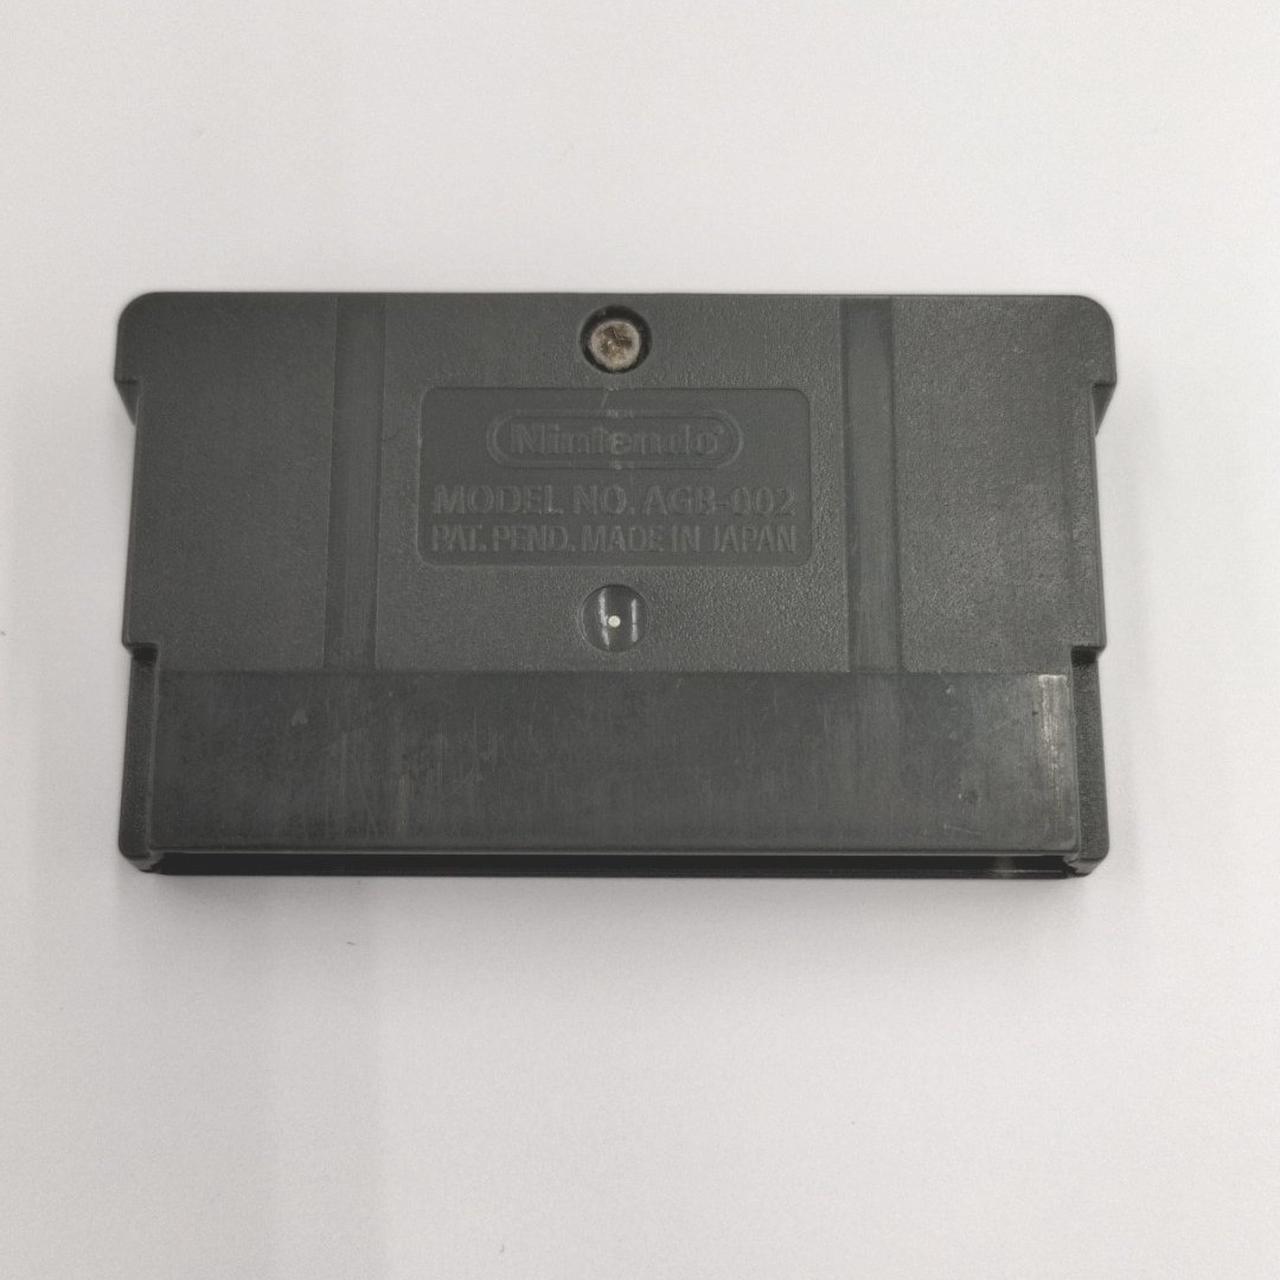 Nintendo®
MODEL NO. AGB-002
PAT. PEND. MADE IN JAPAN